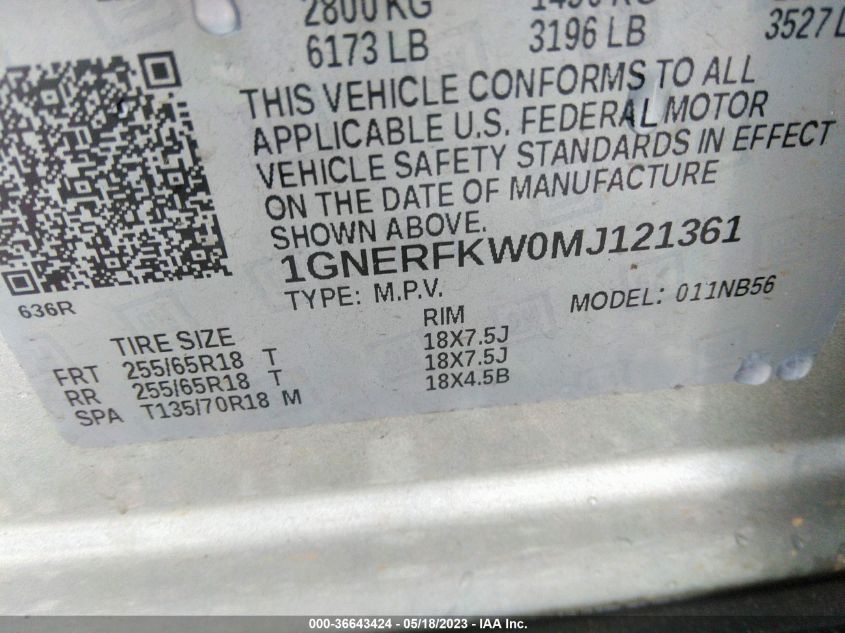 2800 KG
6173 LB 3196 LB 3527 L
THIS VEHICLE CONFORMS TO ALL
APPLICABLE U.S. FEDERAL MOTOR
VEHICLE SAFETY STANDARDS IN EFFECT
ON THE DATE OF MANUFACTURE
SHOWN ABOVE.
1GNERFKW0MJ121361
TYPE: M.P.V. MODEL: 011NB56
636R
TIRE SIZE RIM
FRT 255/65R18 T 18X7.5J
RR 255/65R18 T 18X7.5J
SPA T135/70R18 M 18X4.5B
000-36643424 - 05/18/2023 - IAA Inc.